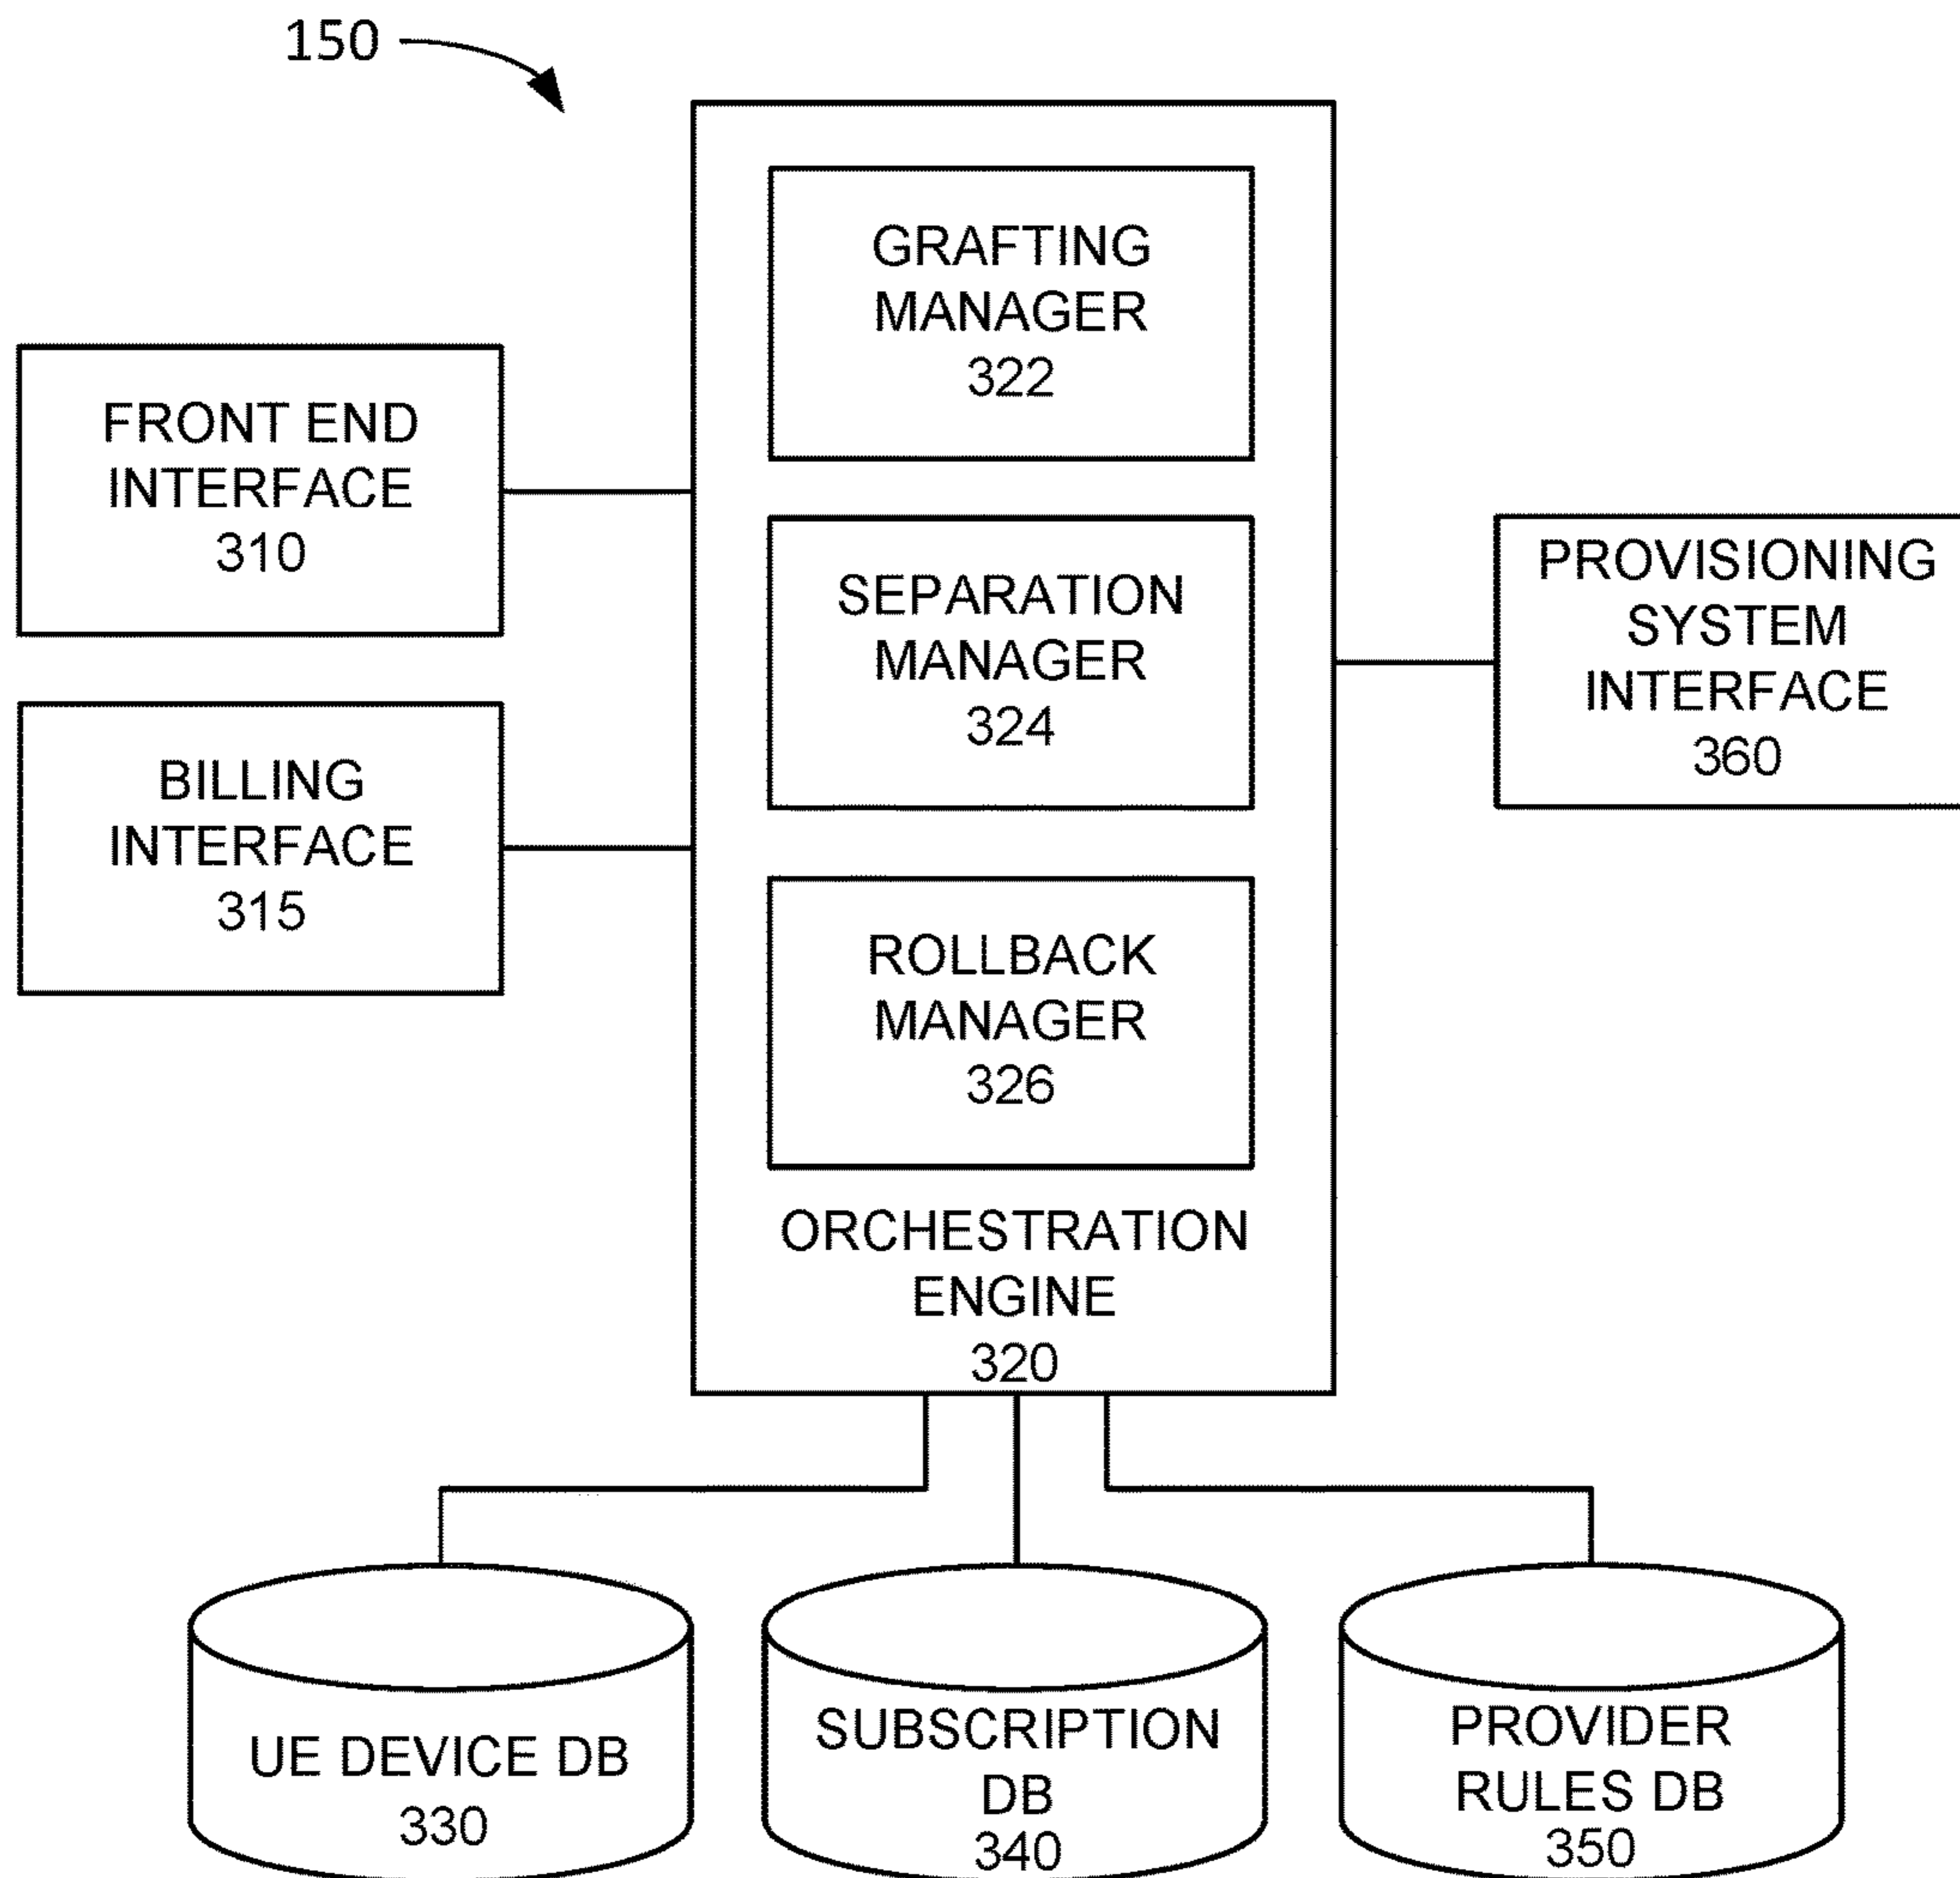 150
GRAFTING
MANAGER
322
FRONT END
INTERFACE
310
SEPARATION
MANAGER
324
PROVISIONING
SYSTEM
INTERFACE
360
BILLING
INTERFACE
315
ROLLBACK
MANAGER
326
ORCHESTRATION
ENGINE
320
UE DEVICE DB
330
SUBSCRIPTION
DB
340
PROVIDER
RULES DB
350